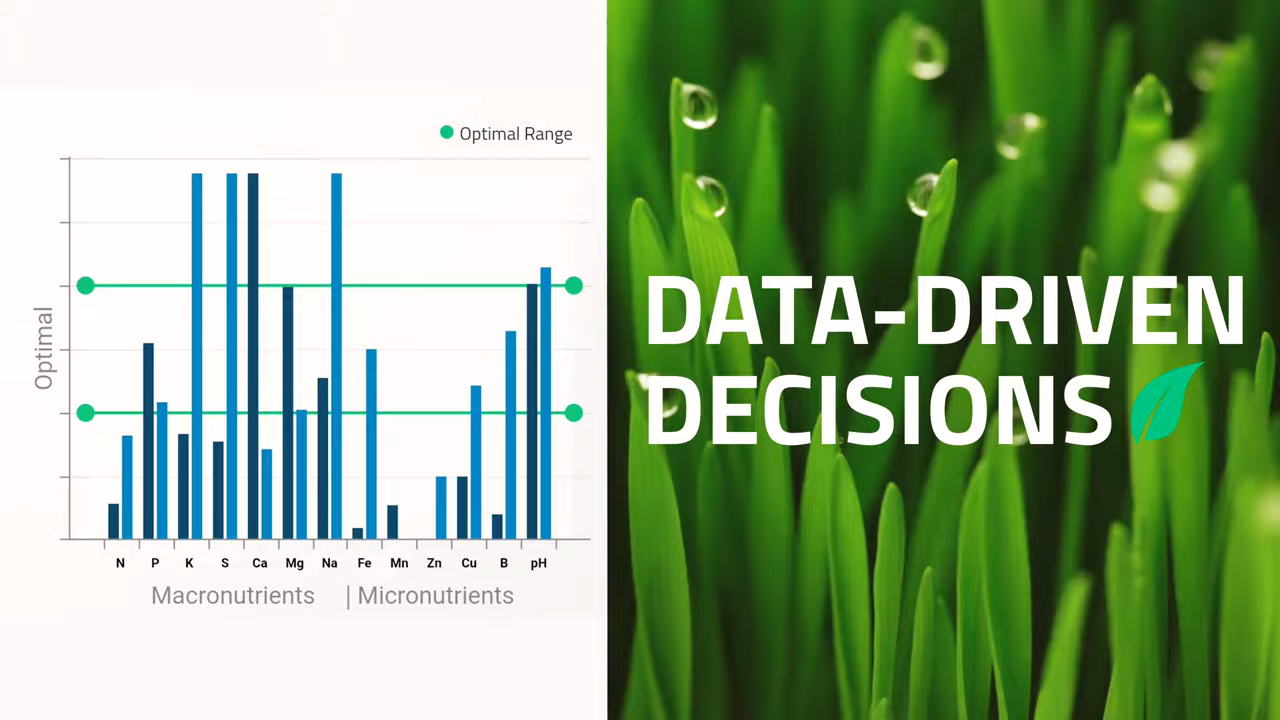 Optimal Range
Optimal
N P K S Ca Mg Na Fe Mn Zn Cu B pH
Macronutrients | Micronutrients
DATA-DRIVEN
DECISIONS